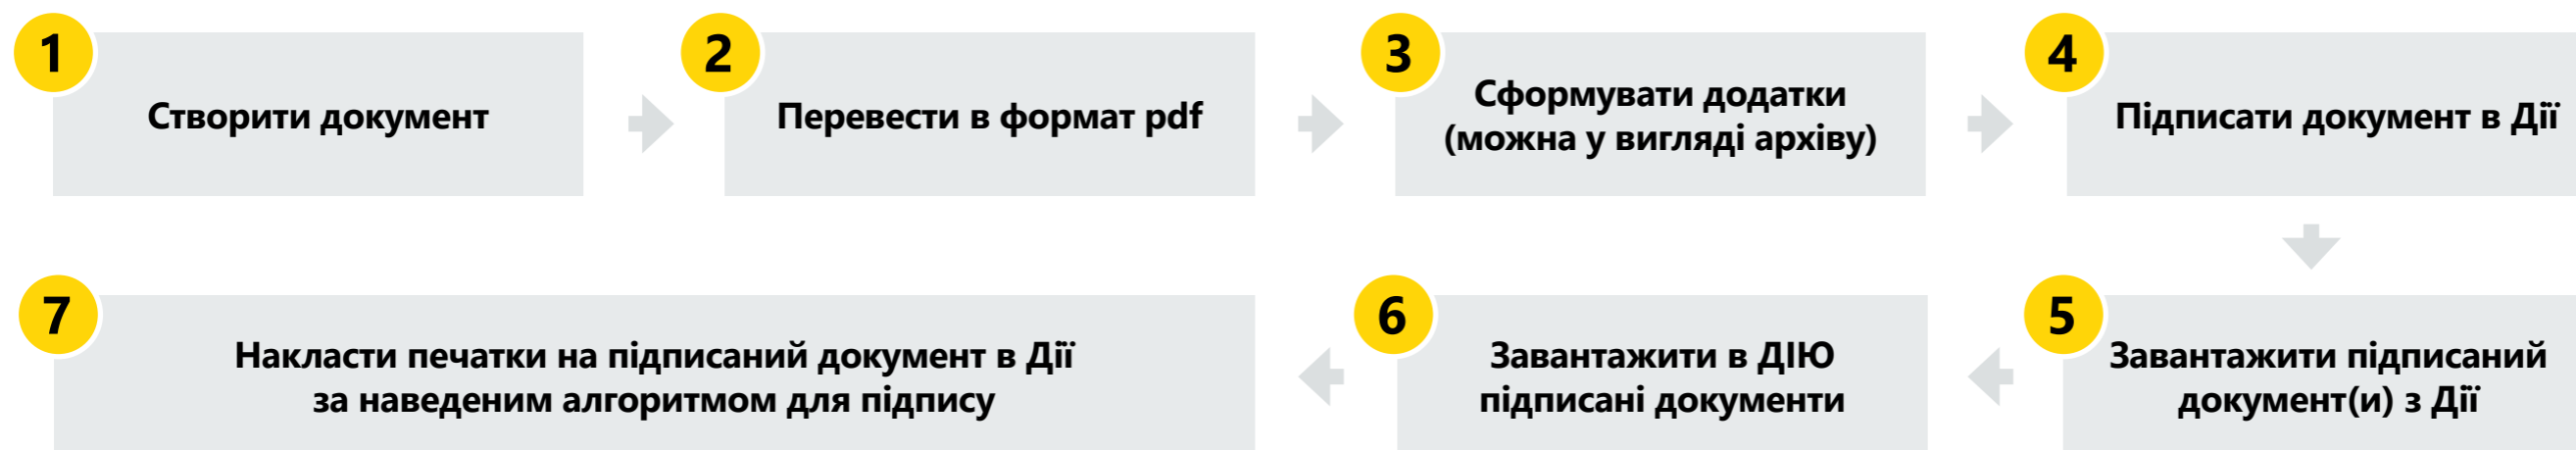 1
Створити документ
2
Перевести в формат pdf
3
Сформувати додатки
(можна у вигляді архіву)
4
Підписати документ в Дії
5
Завантажити підписаний
документ(и) з Дії
6
Завантажити в ДІЮ
підписані документи
7
Накласти печатки на підписаний документ в Дії
за наведеним алгоритмом для підпису